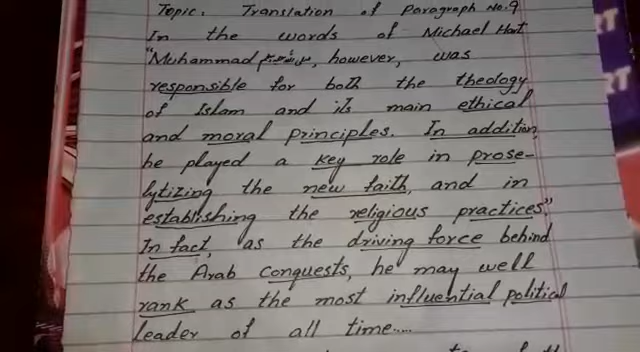 Topic: Translation of Paragraph No. 9
In the words of Michael Hart
"Muhammad ﷺ, however, was
responsible for both the theology
of Islam and its main ethical
and moral principles. In addition,
he played a key role in prose-
lytizing the new faith, and in
establishing the religious practices."
In fact, as the driving force behind
the Arab conquests, he may well
rank as the most influential political
leader of all time....
RT